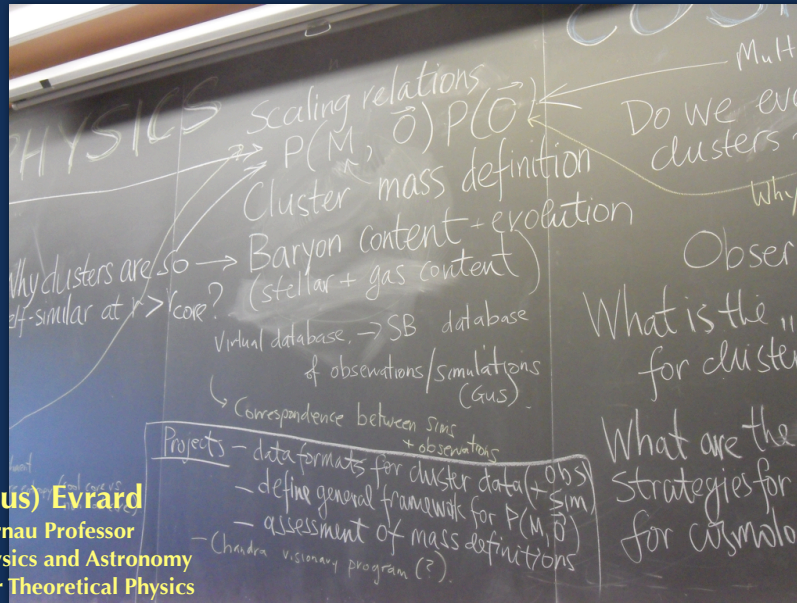 PHYSICS
Why clusters are so →
self-similar at r > r core?
Scaling relations
P(M, O⃗) P(O⃗)
Cluster mass definition
Baryon content + evolution
(stellar + gas content)
Virtual database, → SB database
of observations/simulations
(Gus).
Correspondence between sims
+ observations
Projects – data formats for cluster data (+ obs
sim)
– define general framework for P(M, O⃗)
– assessment of mass definitions
– Chandra visionary program (?).
COS
Mult
Do we eve
clusters
Why
Obser
What is the "
for cluste
What are the
Strategies for
for cosmolo
us) Evrard
rnau Professor
ysics and Astronomy
r Theoretical Physics